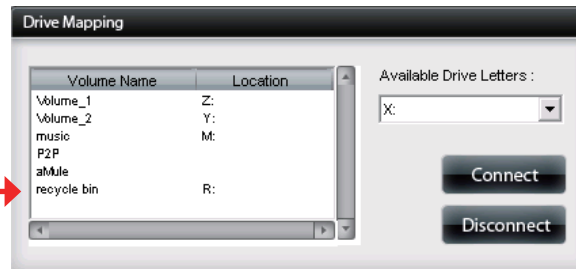 Drive Mapping
Volume Name Location
Available Drive Letters :
Volume_1 Z:
X:
Volume_2 Y:
music M:
P2P
aMule
Connect
recycle bin R:
Disconnect